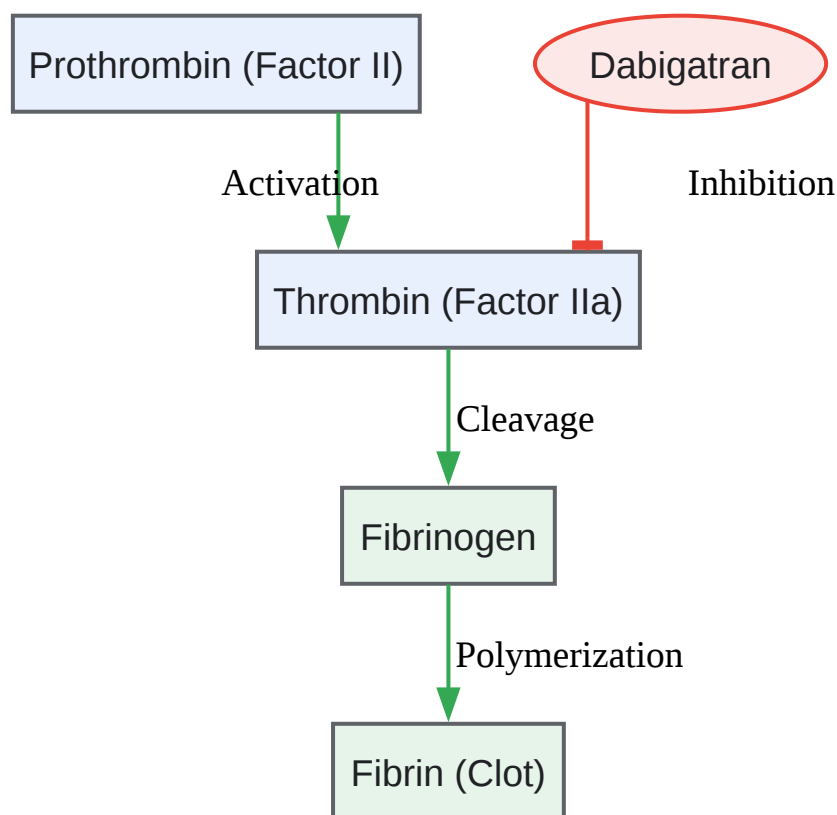 Prothrombin (Factor II)
Dabigatran
Activation
Inhibition
Thrombin (Factor IIa)
Cleavage
Fibrinogen
Polymerization
Fibrin (Clot)